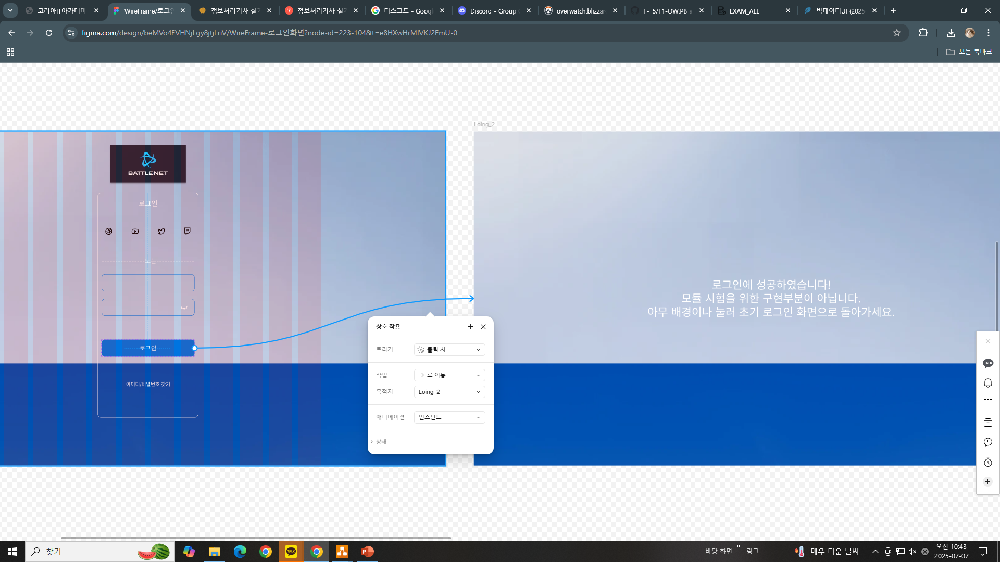 코리아IT아카데미
WireFrame/로그인
정보처리기사 실기
정보처리기사 실기
디스코드 - Googl
Discord - Group C
overwatch.blizzar
T-T5/T1-OW.PB a
EXAM_ALL
빅데이터UI (2025
figma.com/design/beMVo4EVHNjLgy8jtjLriV/WireFrame-로그인화면?node-id=223-104&t=e8HXwHrMIVKJ2EmU-0
모든 북마크
Loing_2
BATTLENET
로그인
또는
로그인
아이디/비밀번호 찾기
로그인에 성공하였습니다!
모듈 시험을 위한 구현부분이 아닙니다.
아무 배경이나 눌러 초기 로그인 화면으로 돌아가세요.
상호 작용
트리거
클릭 시
작업
로 이동
목적지
Loing_2
애니메이션
인스턴트
상태
TALK
찾기
TALK
바탕 화면
링크
매우 더운 날씨
오전 10:43
2025-07-07